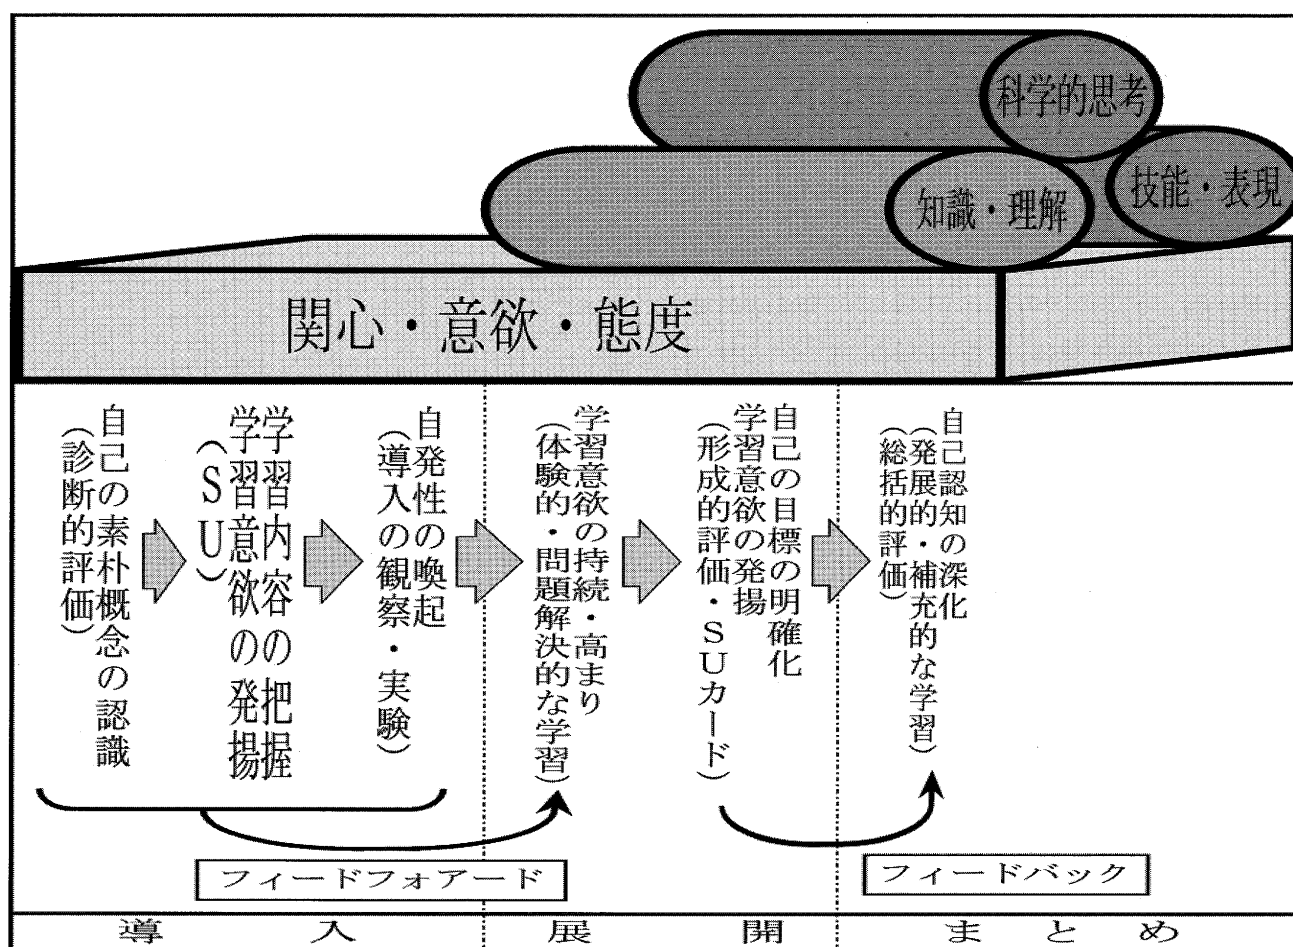 科学的思考
技能・表現
知識・理解
関心・意欲・態度
自己の素朴概念の認識
（診断的評価）
学習内容の把握
学習意欲の発揚
（ＳＵ）
自発性の喚起
（導入の観察・実験）
学習意欲の持続・高まり
（体験的・問題解決的な学習）
自己の目標の明確化
学習意欲の発揚
（形成的評価・ＳＵカード）
自己認知の深化
（発展的・補充的な学習）
（総括的評価）
フィードフォアード
フィードバック
導入
展開
まとめ